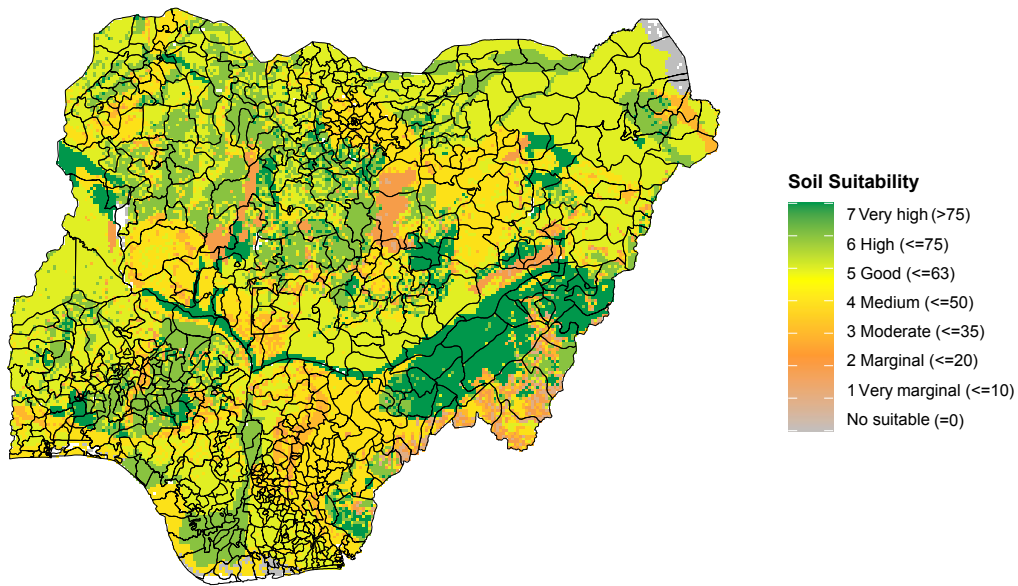 Soil Suitability
7 Very high (>75)
6 High (<=75)
5 Good (<=63)
4 Medium (<=50)
3 Moderate (<=35)
2 Marginal (<=20)
1 Very marginal (<=10)
No suitable (=0)